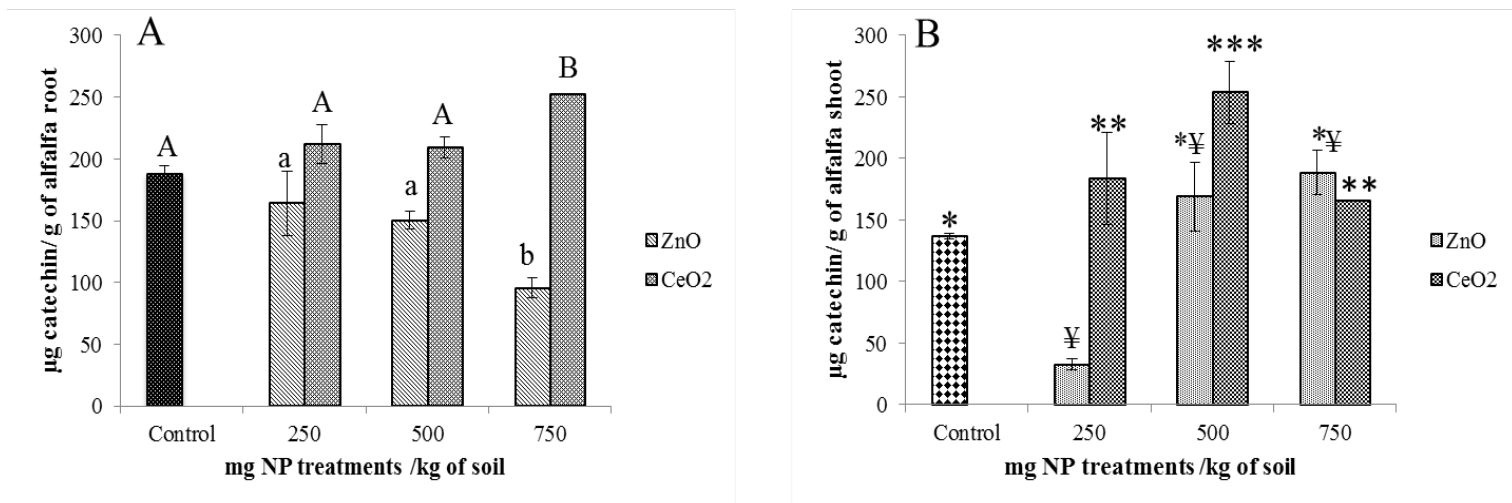 A
µg catechin/ g of alfalfa root
300
250
200
150
100
50
0
A
a
A
a
A
b
B
Control
250
500
750
mg NP treatments /kg of soil
ZnO
CeO2
B
µg catechin/ g of alfalfa shoot
300
250
200
150
100
50
0
*
¥
**
*¥
***
*¥
**
Control
250
500
750
mg NP treatments /kg of soil
ZnO
CeO2